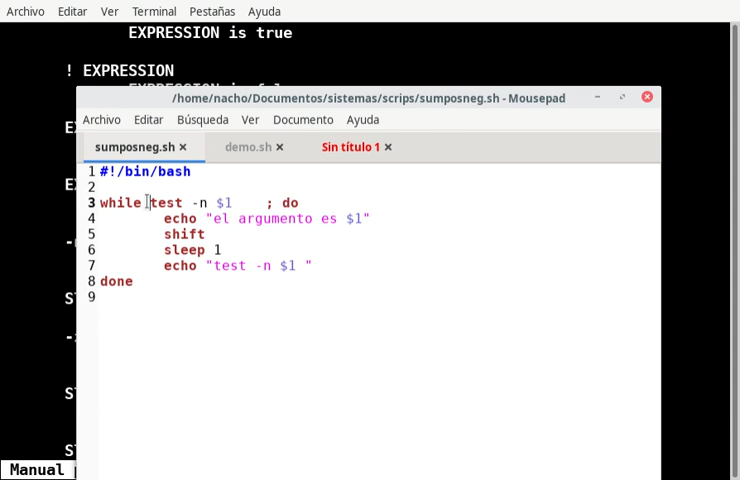 Archivo Editar Ver Terminal Pestañas Ayuda
EXPRESSION is true
! EXPRESSION
/home/nacho/Documentos/sistemas/scrips/sumposneg.sh - Mousepad
Archivo Editar Búsqueda Ver Documento Ayuda
sumposneg.sh × demo.sh × Sin título 1 ×
1 #!/bin/bash
2
3 while test -n $1    ; do
4 echo "el argumento es $1"
5 shift
6 sleep 1
7 echo "test -n $1 "
8 done
9
Manual